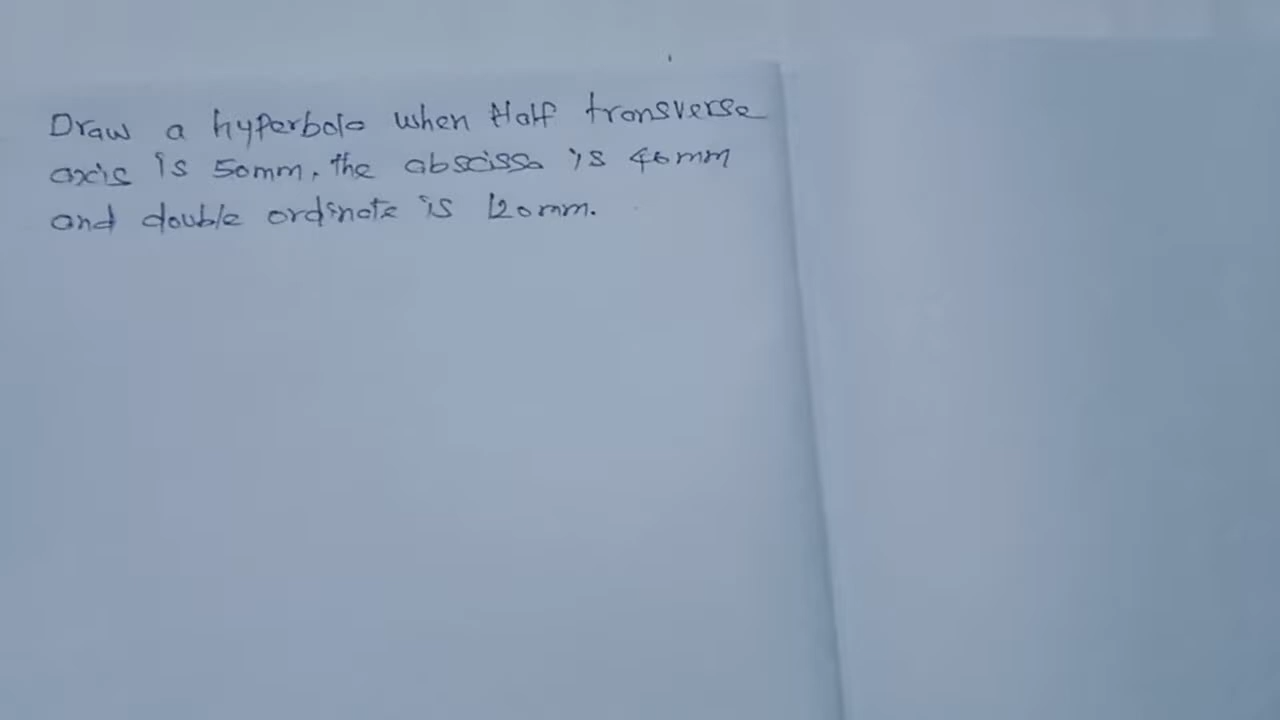 Draw a hyperbola when Half transverse
axis is 50mm, the abscissa is 40mm
and double ordinate is 120mm.